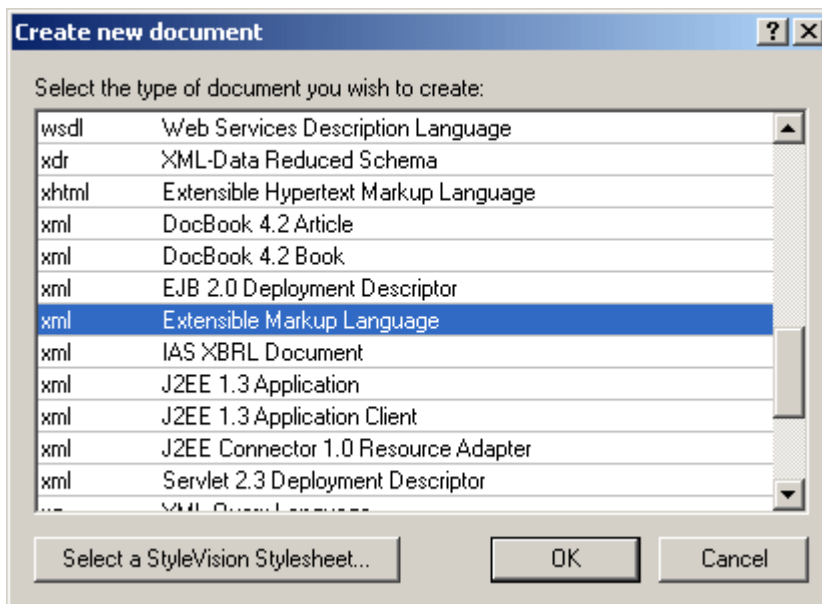 Create new document
Select the type of document you wish to create:
wsdl Web Services Description Language
xdr XML-Data Reduced Schema
xhtml Extensible Hypertext Markup Language
xml DocBook 4.2 Article
xml DocBook 4.2 Book
xml EJB 2.0 Deployment Descriptor
xml Extensible Markup Language
xml IAS XBRL Document
xml J2EE 1.3 Application
xml J2EE 1.3 Application Client
xml J2EE Connector 1.0 Resource Adapter
xml Servlet 2.3 Deployment Descriptor
XML Query Language
Select a StyleVision Stylesheet... OK Cancel